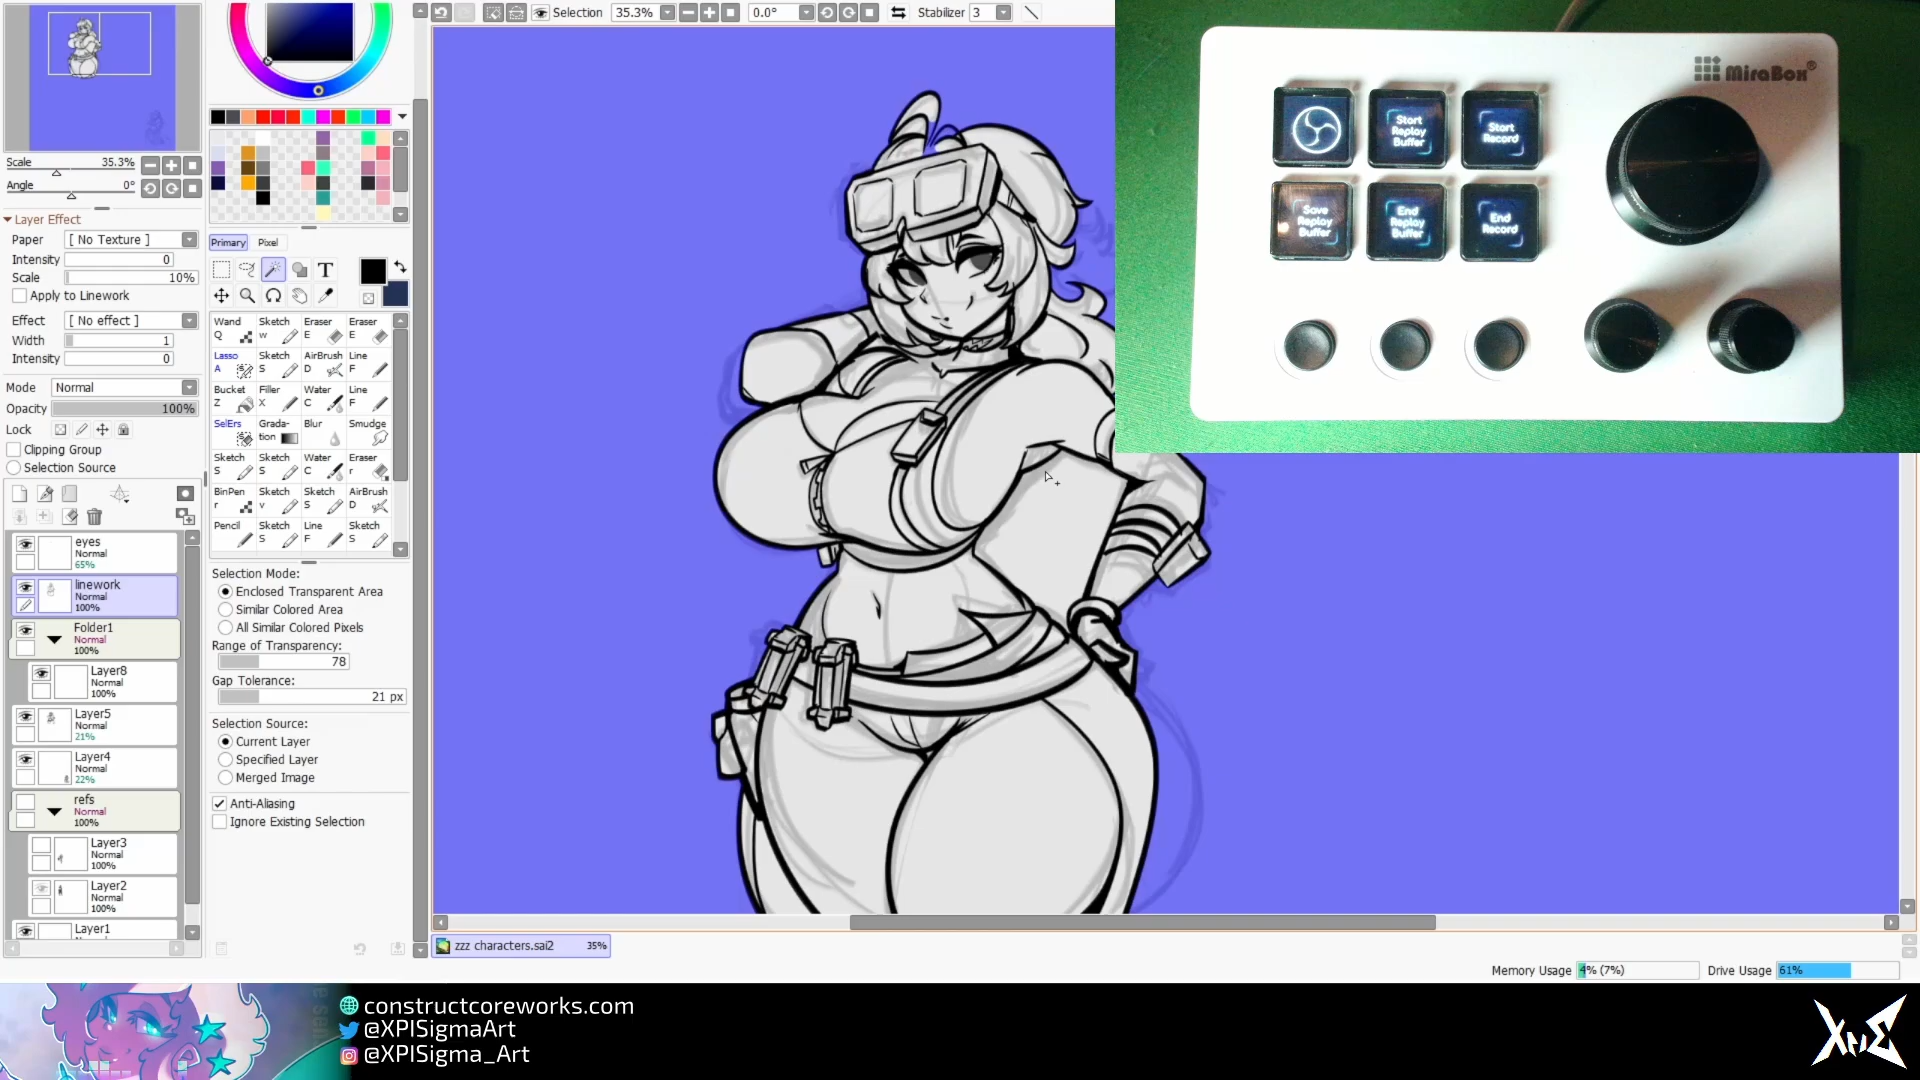 Selection
35.3%
0.0°
Stabilizer 3
MiraBox®
Start Replay Buffer
Start Record
Save Replay Buffer
End Replay Buffer
End Record
Scale 35.3%
Angle 0°
Layer Effect
Paper [ No Texture ]
Intensity 0
Scale 10%
Apply to Linework
Effect [ No effect ]
Width 1
Intensity 0
Mode Normal
Opacity 100%
Lock
Clipping Group
Selection Source
eyes
Normal
65%
linework
Normal
100%
Folder1
Normal
100%
Layer8
Normal
100%
Layer5
Normal
21%
Layer4
Normal
22%
refs
Normal
100%
Layer3
Normal
100%
Layer2
Normal
100%
Layer1
Primary Pixel
T
Wand Sketch Eraser Eraser
Q w E E
Lasso Sketch AirBrush Line
A S D F
Bucket Filler Water Line
Z X C F
SelErs Grada-tion Blur Smudge
Sketch Sketch Water Eraser
S S C r
BinPen Sketch Sketch AirBrush
r v S D
Pencil Sketch Line Sketch
S F S
Selection Mode:
Enclosed Transparent Area
Similar Colored Area
All Similar Colored Pixels
Range of Transparency:
78
Gap Tolerance:
21 px
Selection Source:
Current Layer
Specified Layer
Merged Image
Anti-Aliasing
Ignore Existing Selection
zzz characters.sai2 35%
Memory Usage 4% (7%) Drive Usage 61%
constructcoreworks.com
@XPISigmaArt
@XPISigma_Art